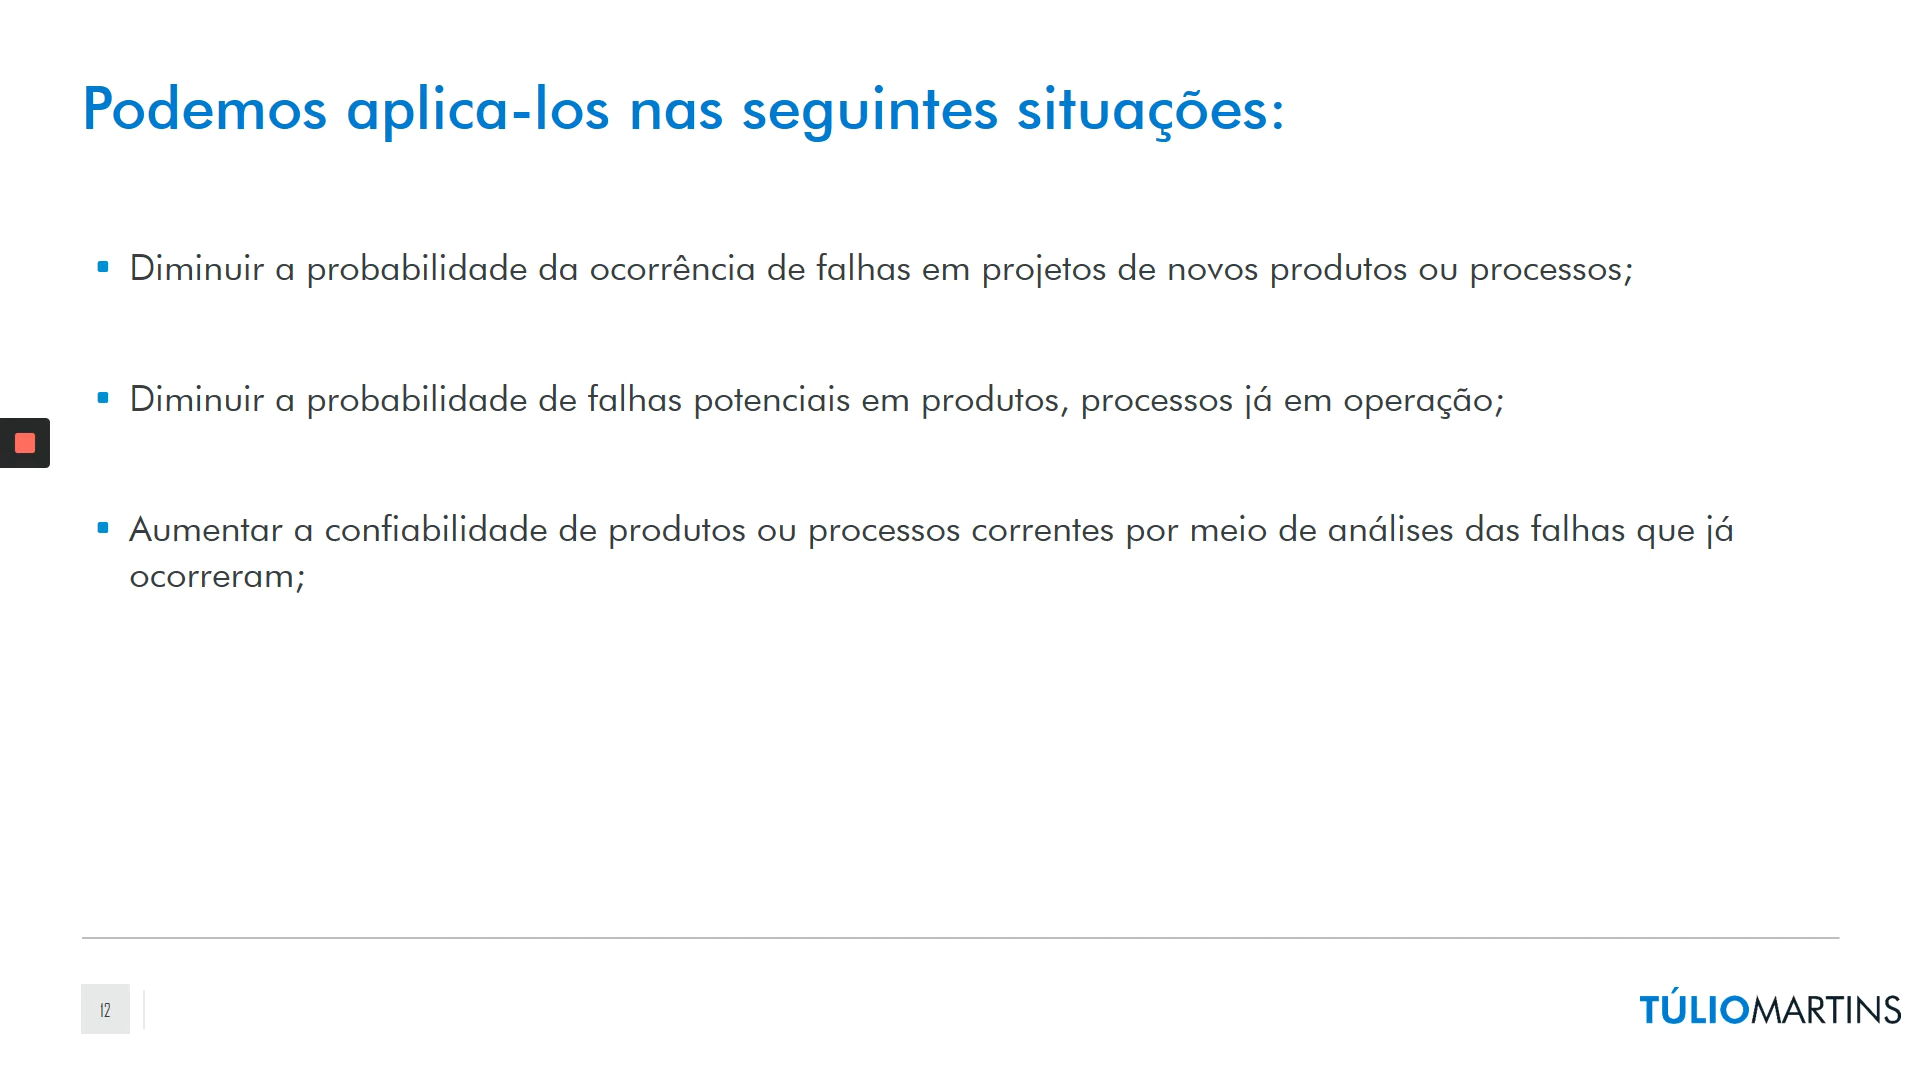 Podemos aplica-los nas seguintes situações:
Diminuir a probabilidade da ocorrência de falhas em projetos de novos produtos ou processos;
Diminuir a probabilidade de falhas potenciais em produtos, processos já em operação;
Aumentar a confiabilidade de produtos ou processos correntes por meio de análises das falhas que já
ocorreram;
12
TÚLIOMARTINS